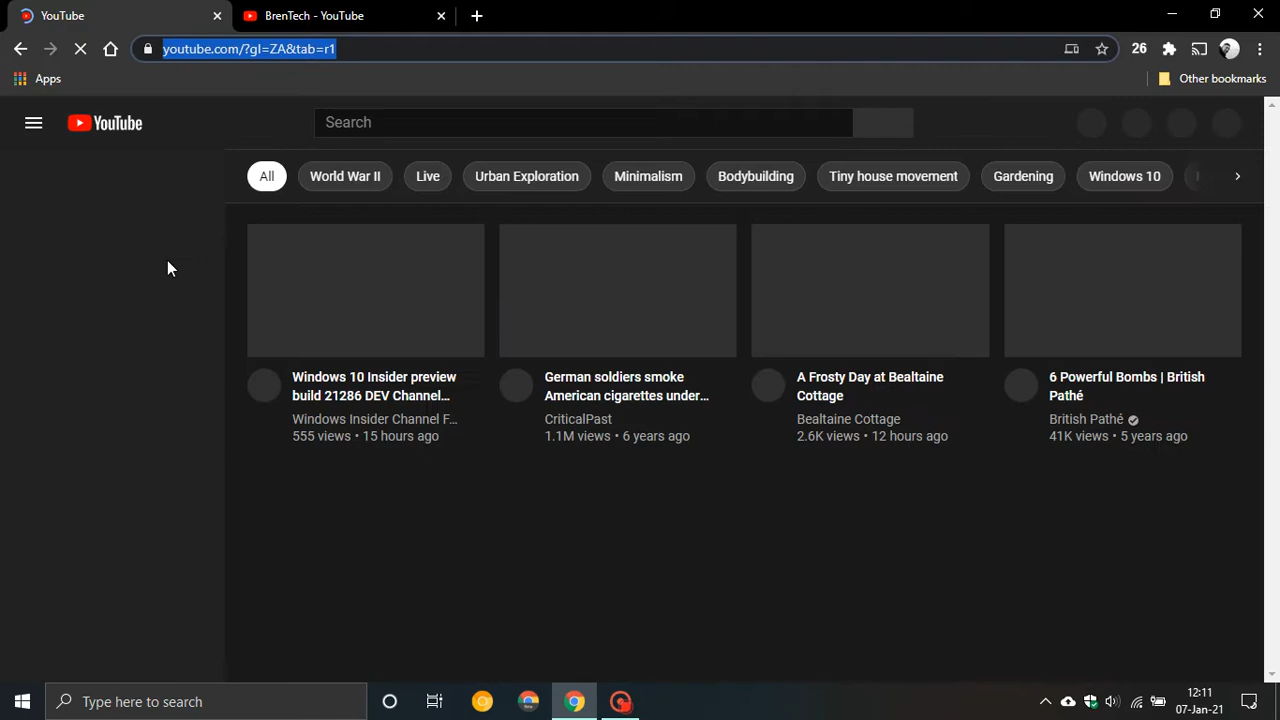 YouTube
BrenTech - YouTube
youtube.com/?gl=ZA&tab=r1
26
Apps
Other bookmarks
YouTube
Search
All
World War II
Live
Urban Exploration
Minimalism
Bodybuilding
Tiny house movement
Gardening
Windows 10
Windows 10 Insider preview
build 21286 DEV Channel...
Windows Insider Channel F...
555 views • 15 hours ago
German soldiers smoke
American cigarettes under...
CriticalPast
1.1M views • 6 years ago
A Frosty Day at Bealtaine
Cottage
Bealtaine Cottage
2.6K views • 12 hours ago
6 Powerful Bombs | British
Pathé
British Pathé
41K views • 5 years ago
Type here to search
12:11
07-Jan-21